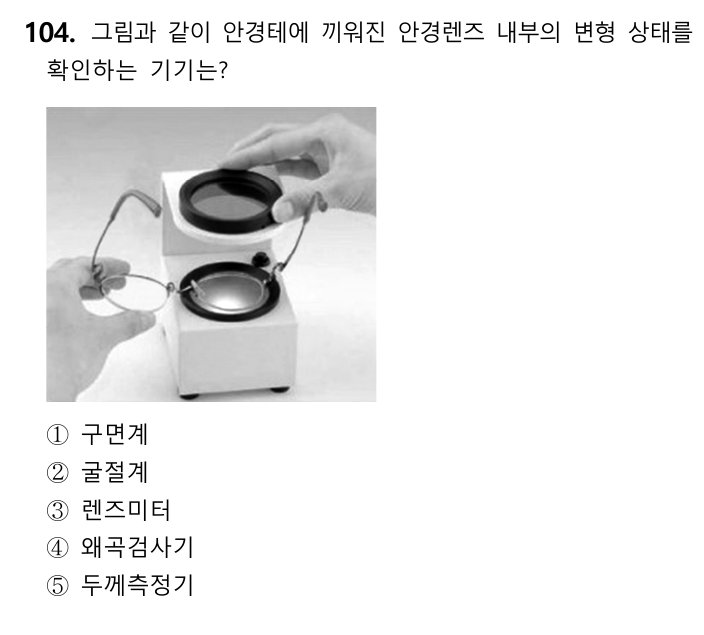 104. 그림과 같이 안경테에 끼워진 안경렌즈 내부의 변형 상태를
확인하는 기기는?
① 구면계
② 굴절계
③ 렌즈미터
④ 왜곡검사기
⑤ 두께측정기